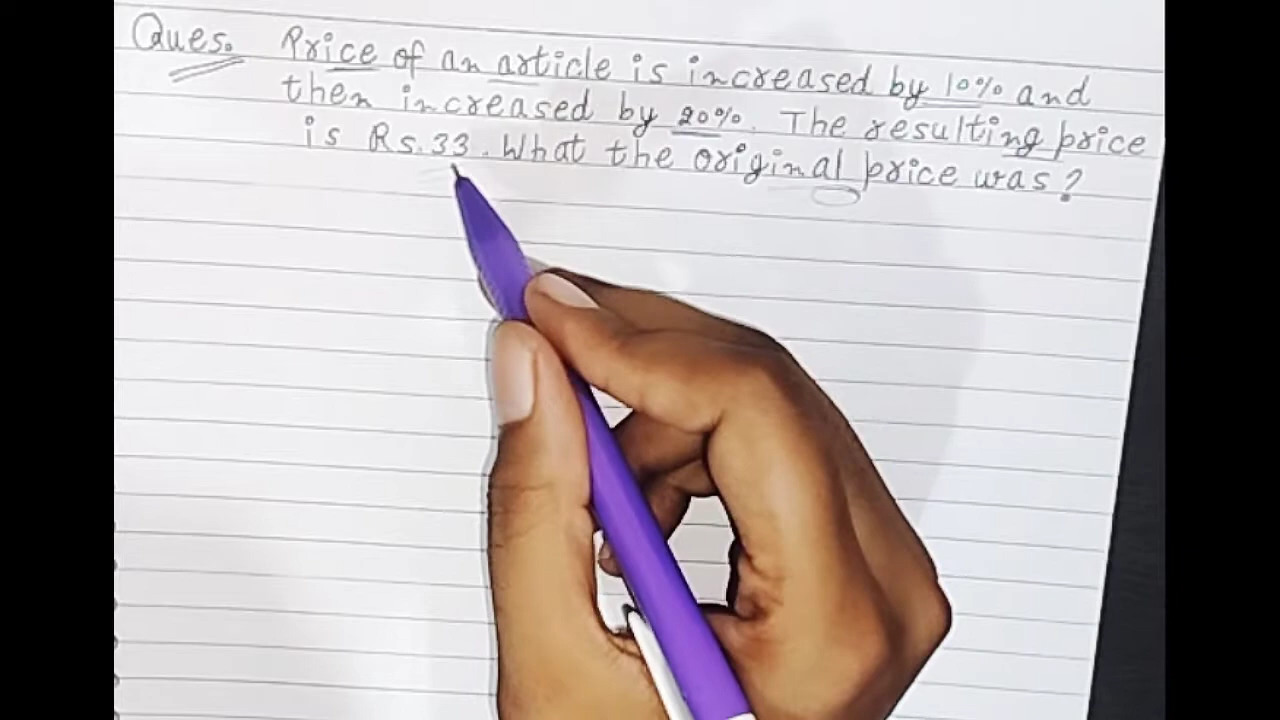 Ques. Price of an article is increased by 10% and
then increased by 20%. The resulting price
is Rs.33. What the original price was?